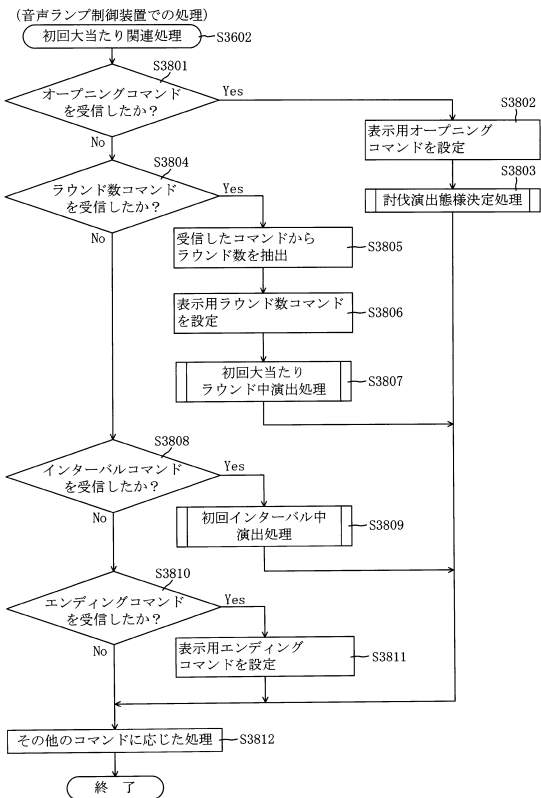 (音声ランプ制御装置での処理)
初回大当たり関連処理
S3602
S3801
オープニングコマンド
を受信したか？
Yes
No
S3802
表示用オープニング
コマンドを設定
S3803
討伐演出態様決定処理
S3804
ラウンド数コマンド
を受信したか？
Yes
No
受信したコマンドから
ラウンド数を抽出
S3805
表示用ラウンド数コマンド
を設定
S3806
初回大当たり
ラウンド中演出処理
S3807
S3808
インターバルコマンド
を受信したか？
Yes
No
初回インターバル中
演出処理
S3809
S3810
エンディングコマンド
を受信したか？
Yes
No
表示用エンディング
コマンドを設定
S3811
その他のコマンドに応じた処理
S3812
終 了